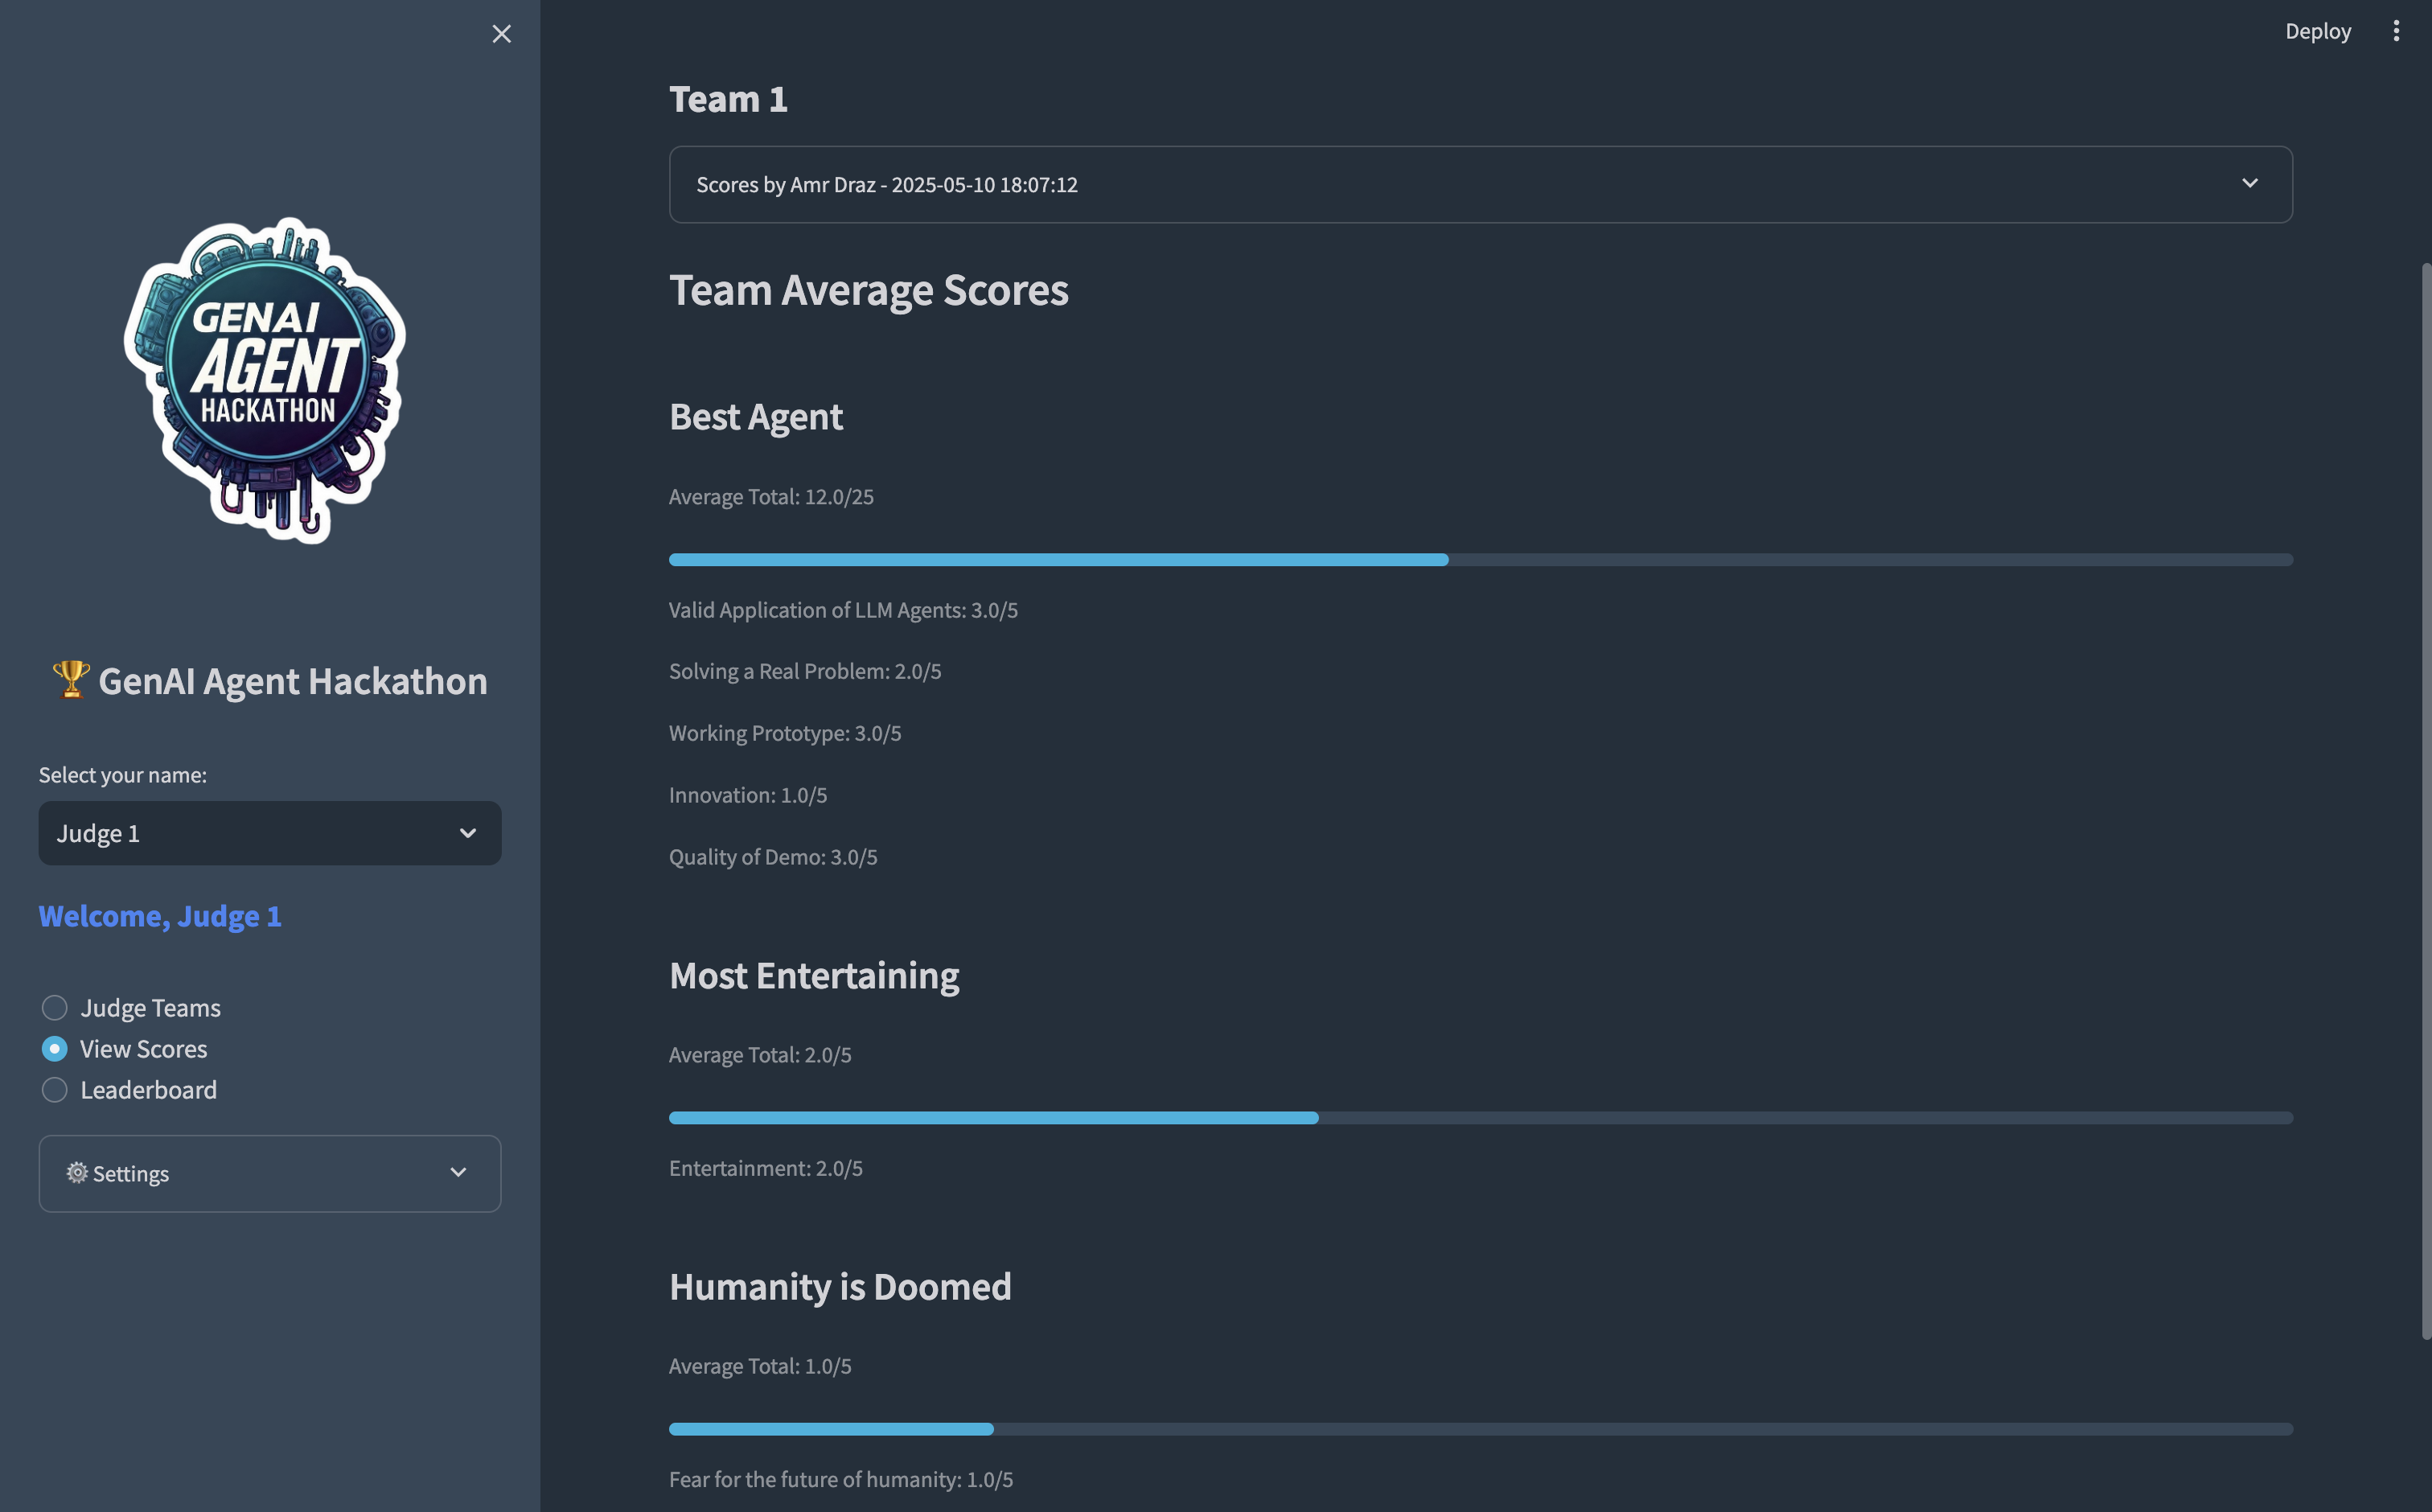 GENAI
AGENT
HACKATHON
🏆 GenAI Agent Hackathon
Select your name:
Judge 1
Welcome, Judge 1
Judge Teams
View Scores
Leaderboard
⚙️ Settings
Deploy
Team 1
Scores by Amr Draz - 2025-05-10 18:07:12
Team Average Scores
Best Agent
Average Total: 12.0/25
Valid Application of LLM Agents: 3.0/5
Solving a Real Problem: 2.0/5
Working Prototype: 3.0/5
Innovation: 1.0/5
Quality of Demo: 3.0/5
Most Entertaining
Average Total: 2.0/5
Entertainment: 2.0/5
Humanity is Doomed
Average Total: 1.0/5
Fear for the future of humanity: 1.0/5